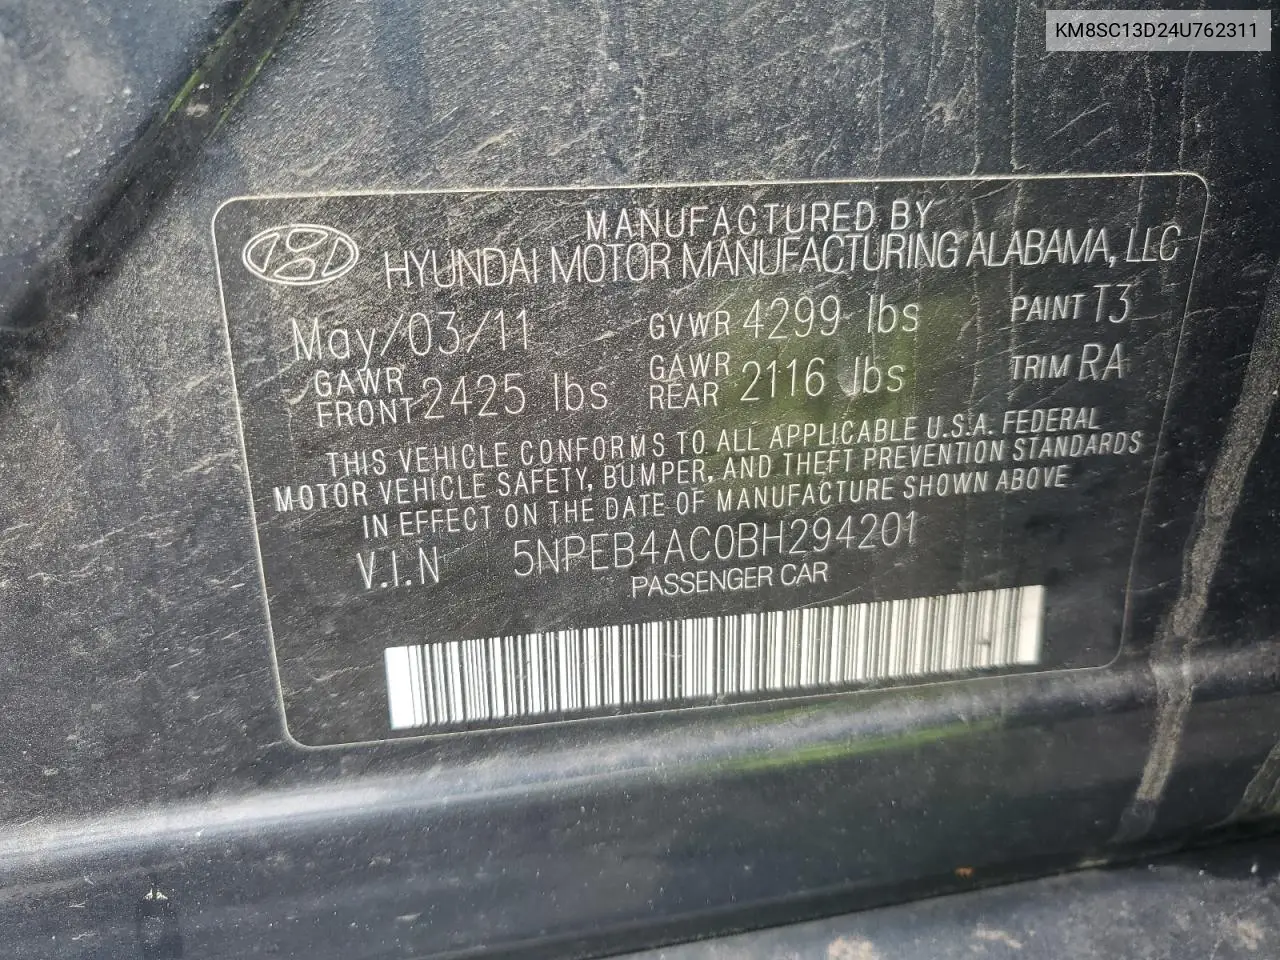 KM8SC13D24U762311
MANUFACTURED BY
HYUNDAI MOTOR MANUFACTURING ALABAMA, LLC
May/03/11 GVWR 4299 lbs PAINT T3
GAWR FRONT 2425 lbs GAWR REAR 2116 lbs TRIM RA
THIS VEHICLE CONFORMS TO ALL APPLICABLE U.S.A. FEDERAL
MOTOR VEHICLE SAFETY, BUMPER, AND THEFT PREVENTION STANDARDS
IN EFFECT ON THE DATE OF MANUFACTURE SHOWN ABOVE
V.I.N 5NPEB4AC0BH294201
PASSENGER CAR